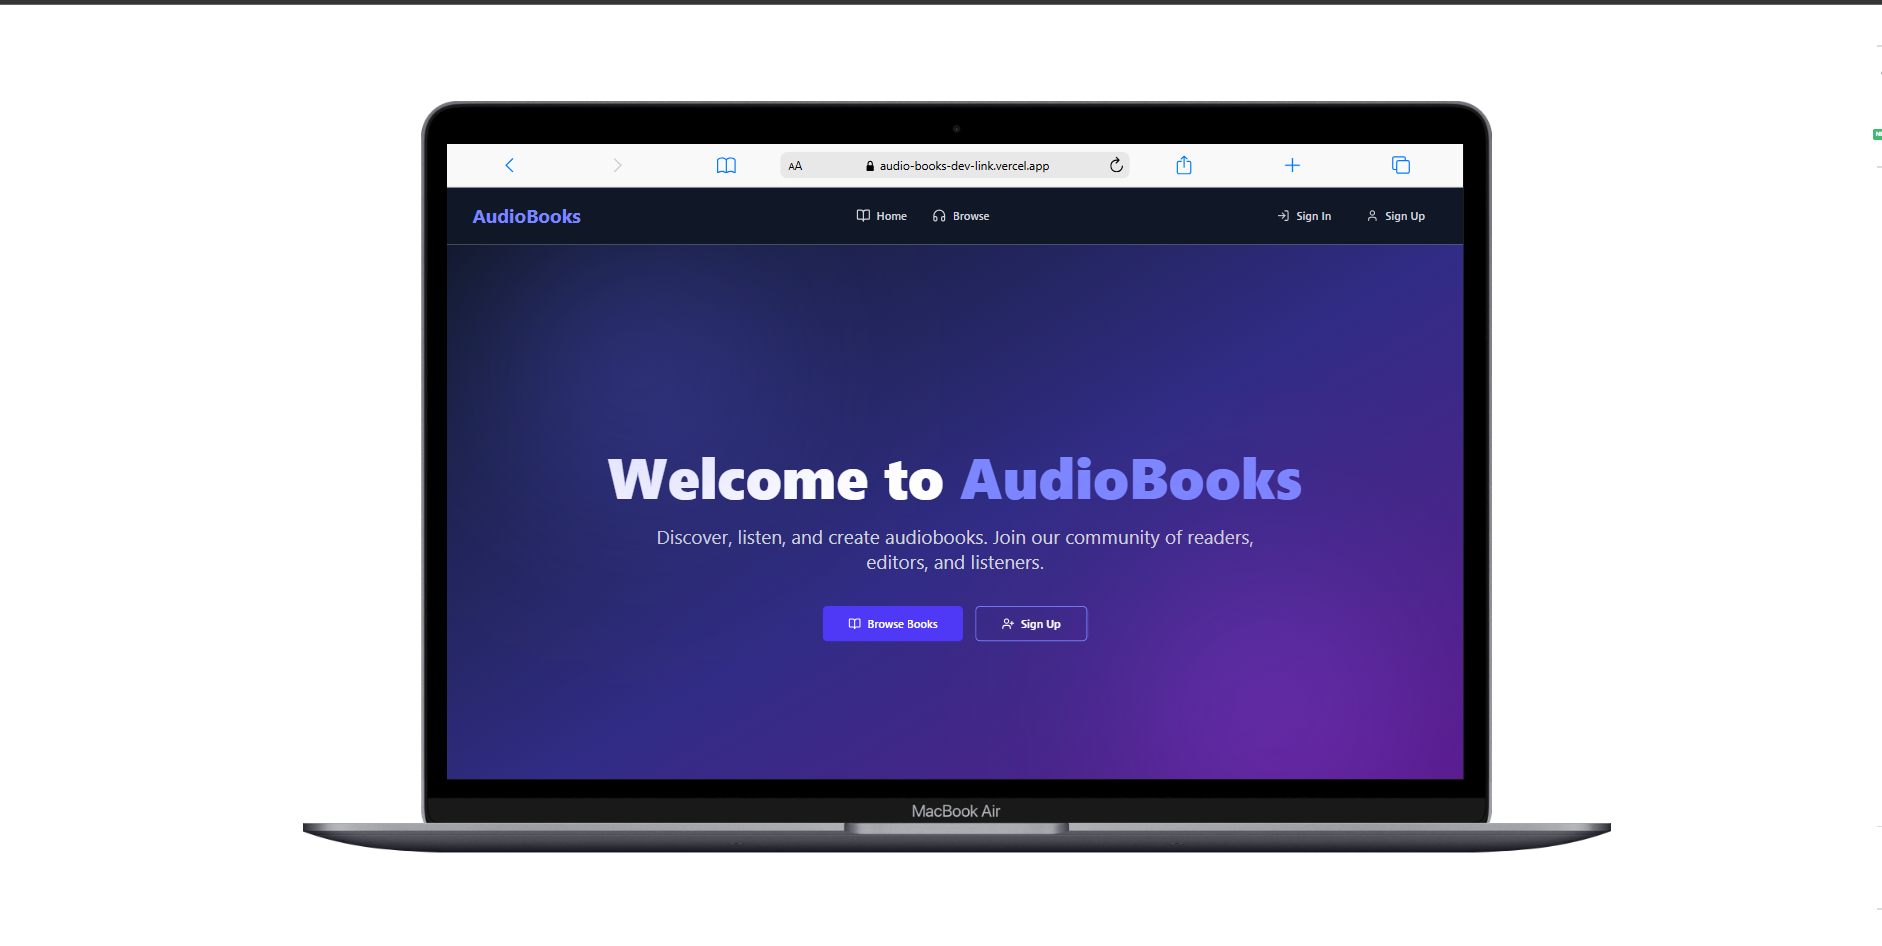 AA audio-books-dev-link.vercel.app
AudioBooks Home Browse Sign In Sign Up
Welcome to AudioBooks
Discover, listen, and create audiobooks. Join our community of readers,
editors, and listeners.
Browse Books Sign Up
MacBook Air